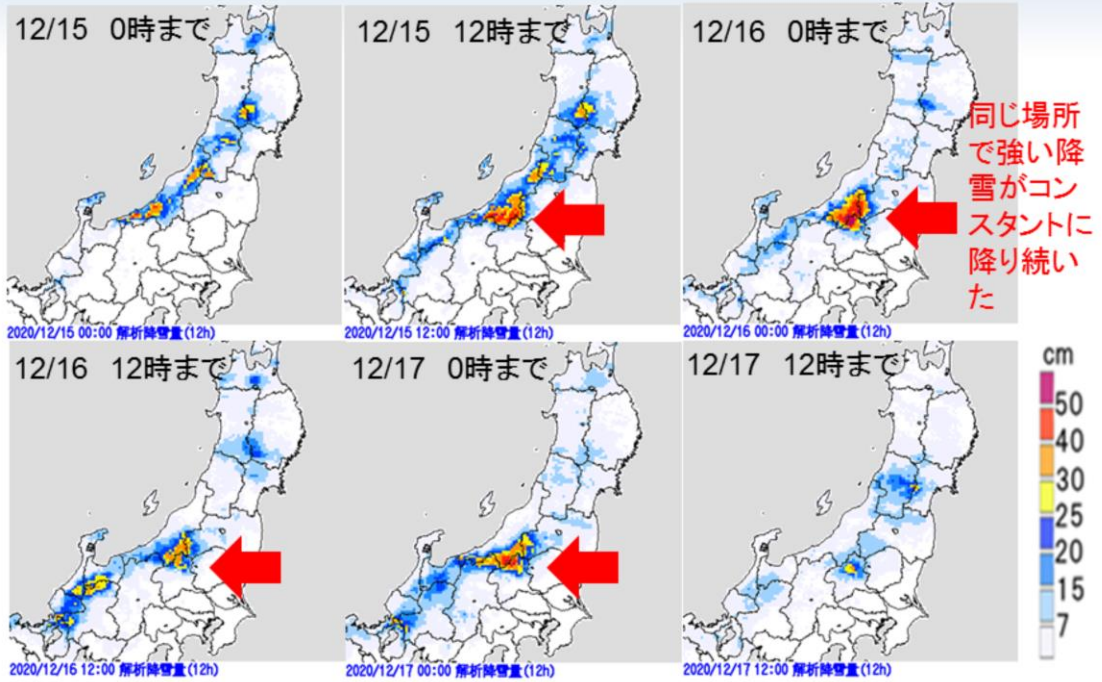 12/15 0時まで
12/15 12時まで
12/16 0時まで
同じ場所
で強い降
雪がコン
スタントに
降り続い
た
2020/12/15 00:00 解析降雪量(12h)
2020/12/15 12:00 解析降雪量(12h)
2020/12/16 00:00 解析降雪量(12h)
12/16 12時まで
12/17 0時まで
12/17 12時まで
cm
50
40
30
25
20
15
7
2020/12/16 12:00 解析降雪量(12h)
2020/12/17 00:00 解析降雪量(12h)
2020/12/17 12:00 解析降雪量(12h)